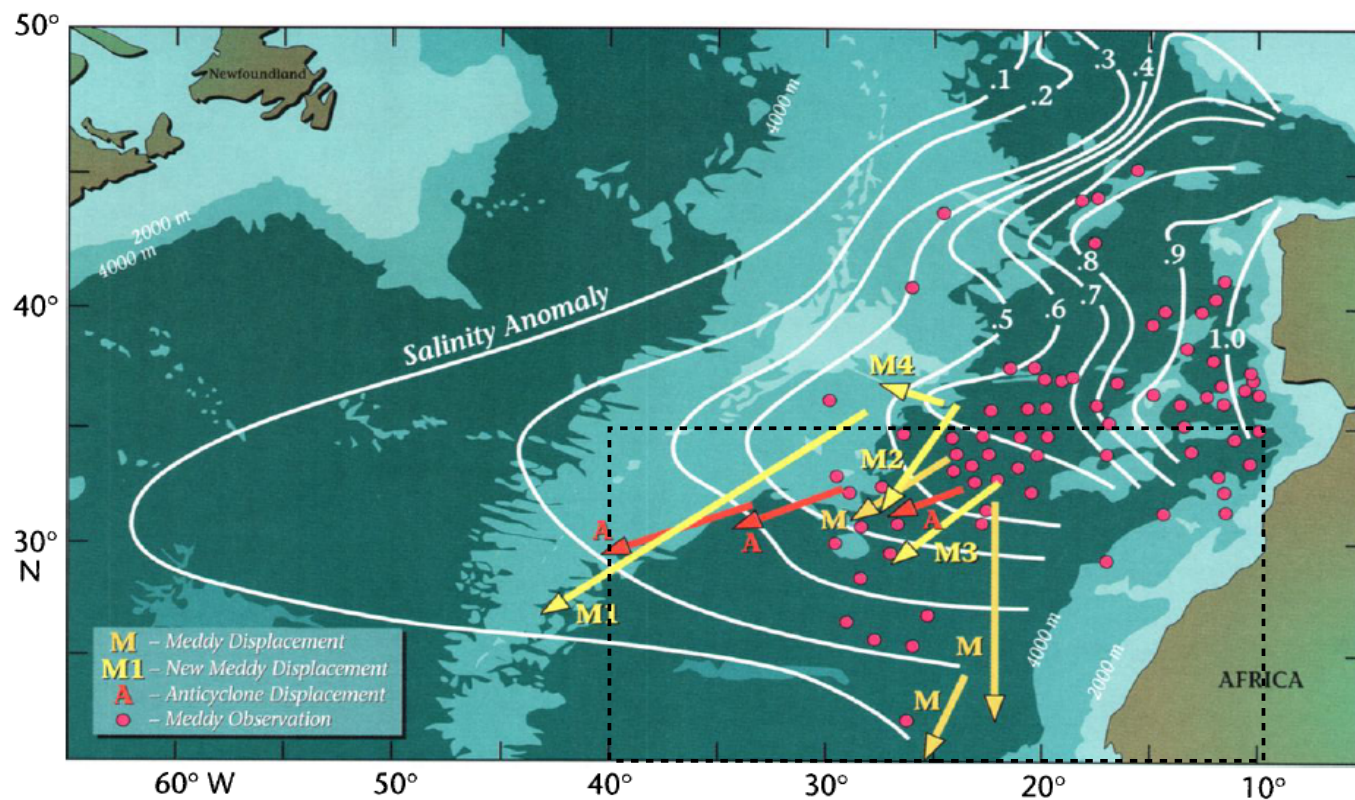 50°
Newfoundland
4000 m
.1
.2
.3
.4
2000 m
4000 m
.8
.9
40°
Salinity Anomaly
.5
.6
.7
1.0
M4
M2
M
A
A
A
30°
N
M3
M1
M
M
4000 m
2000 m
AFRICA
M – Meddy Displacement
M1 – New Meddy Displacement
A – Anticyclone Displacement
– Meddy Observation
60° W
50°
40°
30°
20°
10°